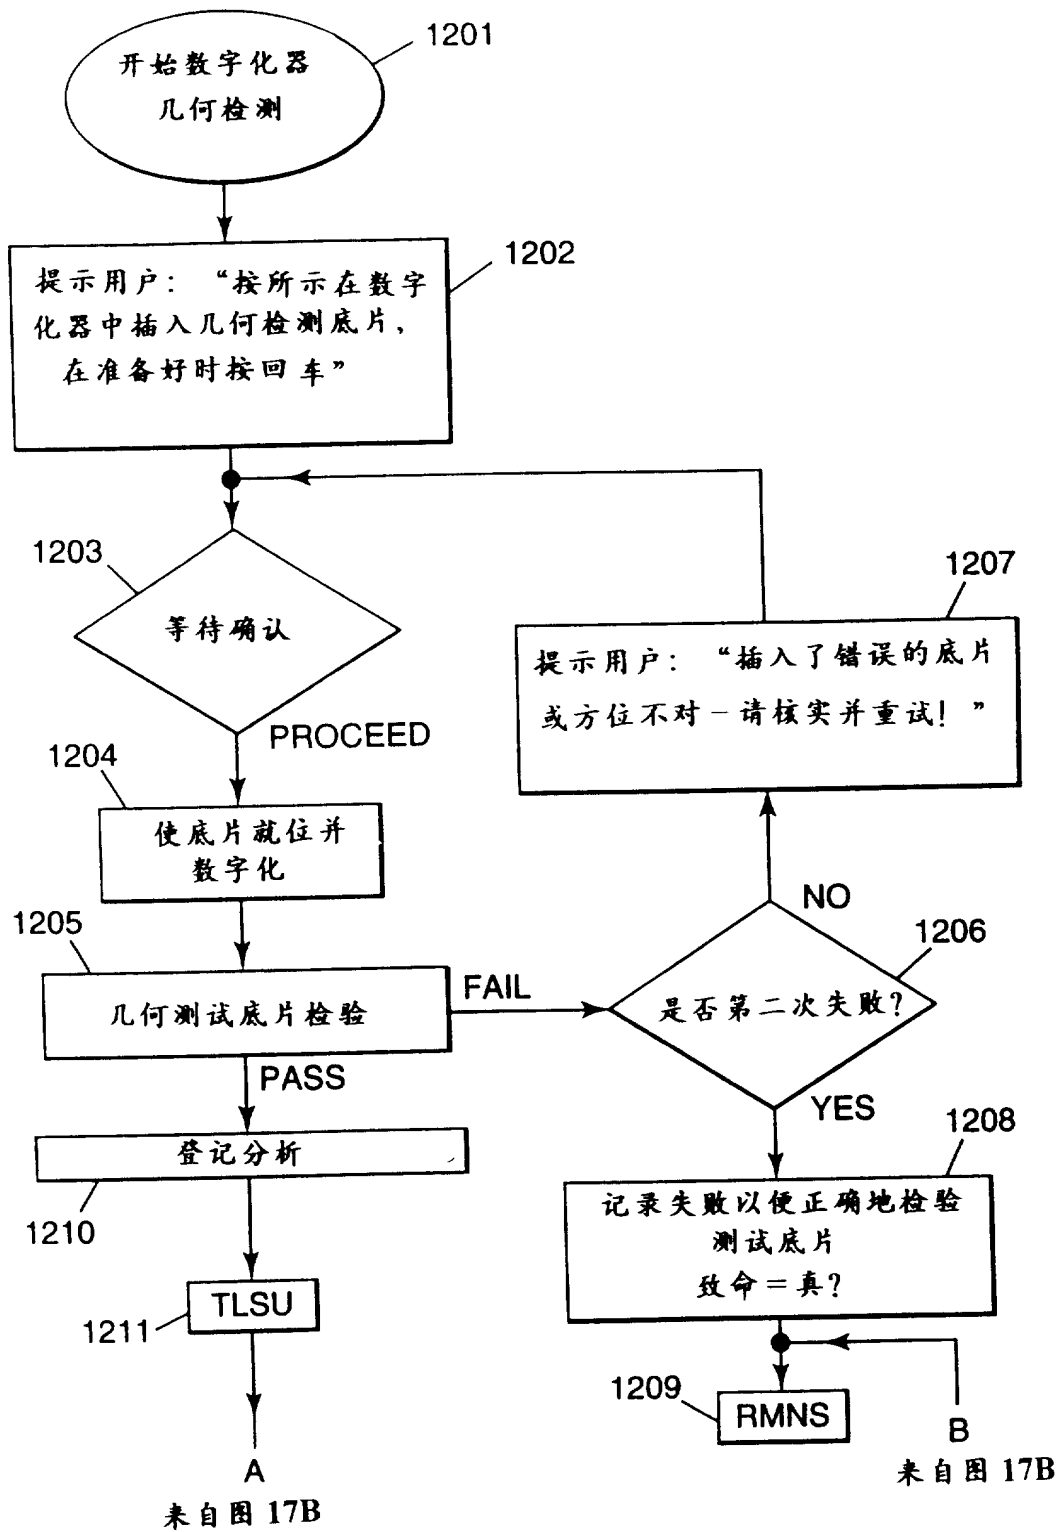 1201
开始数字化器
几何检测
1202
提示用户：“按所示在数字
化器中插入几何检测底片，
在准备好时按回车”
1203
等待确认
PROCEED
1207
提示用户：“插入了错误的底片
或方位不对－请核实并重试！”
1204
使底片就位并
数字化
NO
1205
几何测试底片检验
FAIL
1206
是否第二次失败？
PASS
YES
登记分析
1210
1208
记录失败以便正确地检验
测试底片
致命＝真？
TLSU
1211
1209
RMNS
A
来自图 17B
B
来自图 17B